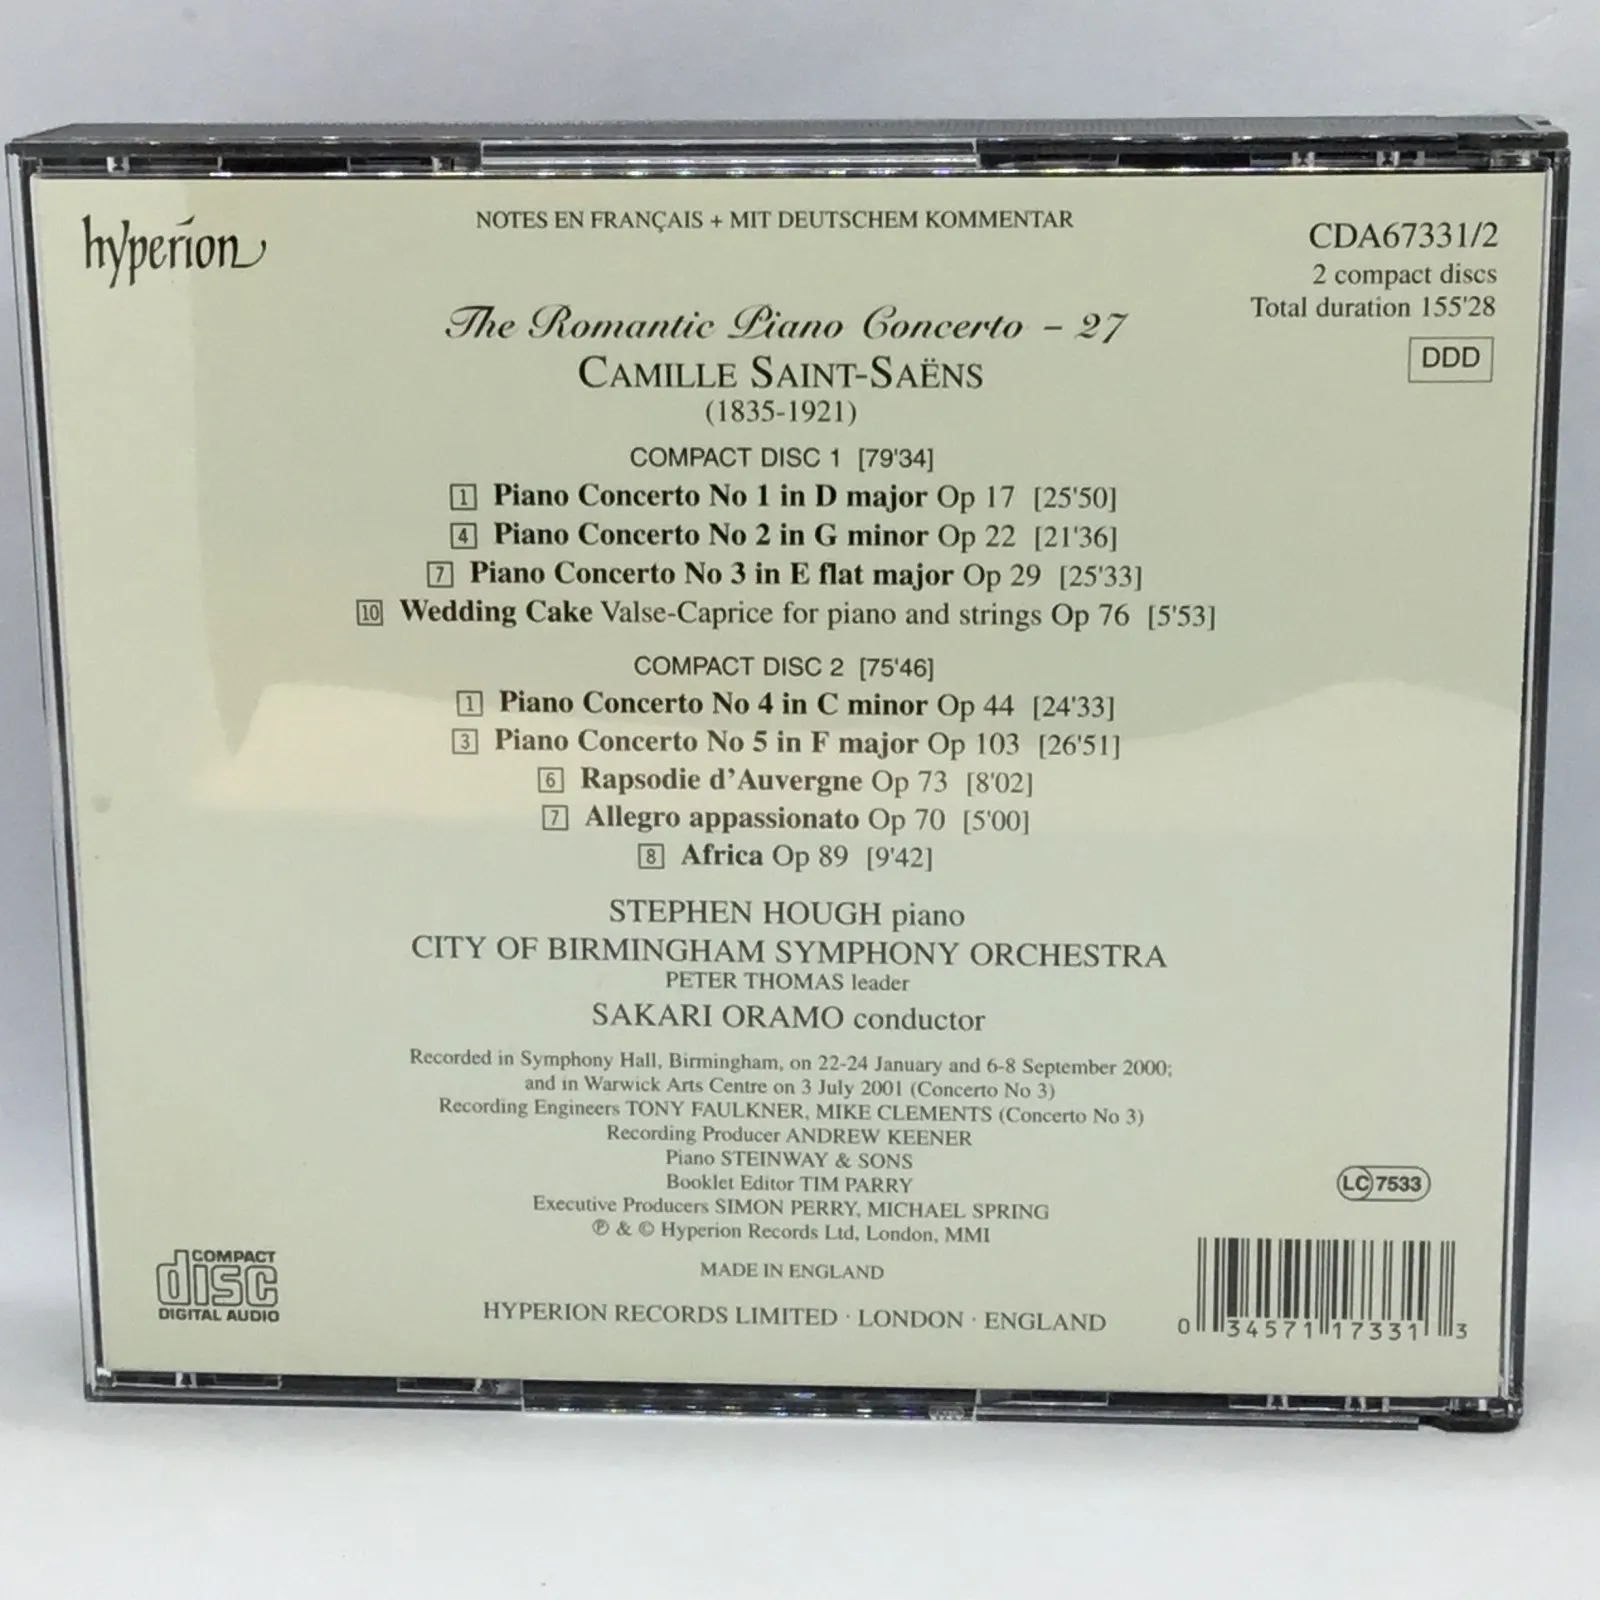 hyperion
NOTES EN FRANÇAIS + MIT DEUTSCHEM KOMMENTAR
CDA67331/2
2 compact discs
Total duration 155'28
DDD
The Romantic Piano Concerto – 27
CAMILLE SAINT-SAËNS
(1835-1921)
COMPACT DISC 1 [79'34]
1 Piano Concerto No 1 in D major Op 17 [25'50]
4 Piano Concerto No 2 in G minor Op 22 [21'36]
7 Piano Concerto No 3 in E flat major Op 29 [25'33]
10 Wedding Cake Valse-Caprice for piano and strings Op 76 [5'53]
COMPACT DISC 2 [75'46]
1 Piano Concerto No 4 in C minor Op 44 [24'33]
3 Piano Concerto No 5 in F major Op 103 [26'51]
6 Rapsodie d'Auvergne Op 73 [8'02]
7 Allegro appassionato Op 70 [5'00]
8 Africa Op 89 [9'42]
STEPHEN HOUGH piano
CITY OF BIRMINGHAM SYMPHONY ORCHESTRA
PETER THOMAS leader
SAKARI ORAMO conductor
Recorded in Symphony Hall, Birmingham, on 22-24 January and 6-8 September 2000;
and in Warwick Arts Centre on 3 July 2001 (Concerto No 3)
Recording Engineers TONY FAULKNER, MIKE CLEMENTS (Concerto No 3)
Recording Producer ANDREW KEENER
Piano STEINWAY & SONS
Booklet Editor TIM PARRY
Executive Producers SIMON PERRY, MICHAEL SPRING
℗ & © Hyperion Records Ltd, London, MMI
MADE IN ENGLAND
HYPERION RECORDS LIMITED · LONDON · ENGLAND
COMPACT
disc
DIGITAL AUDIO
LC 7533
0 34571 17331 3